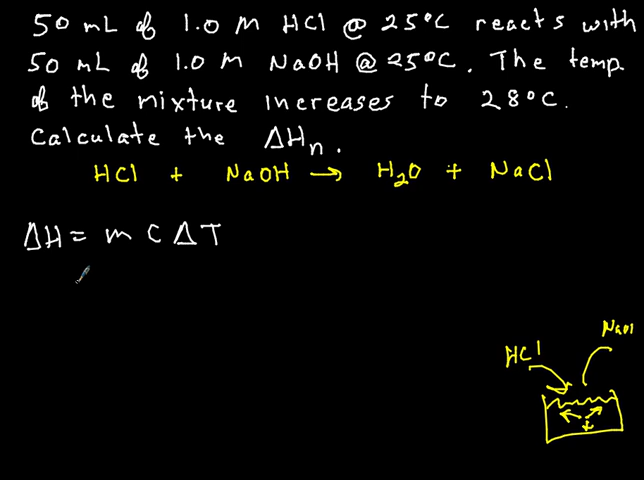 50 mL of 1.0 M HCl @ 25°C reacts with
50 mL of 1.0 M NaOH @ 25°C. The temp.
of the mixture increases to 28°C.
Calculate the ΔHn.
HCl + NaOH → H₂O + NaCl
ΔH = m C Δ T
NaOH
HCl